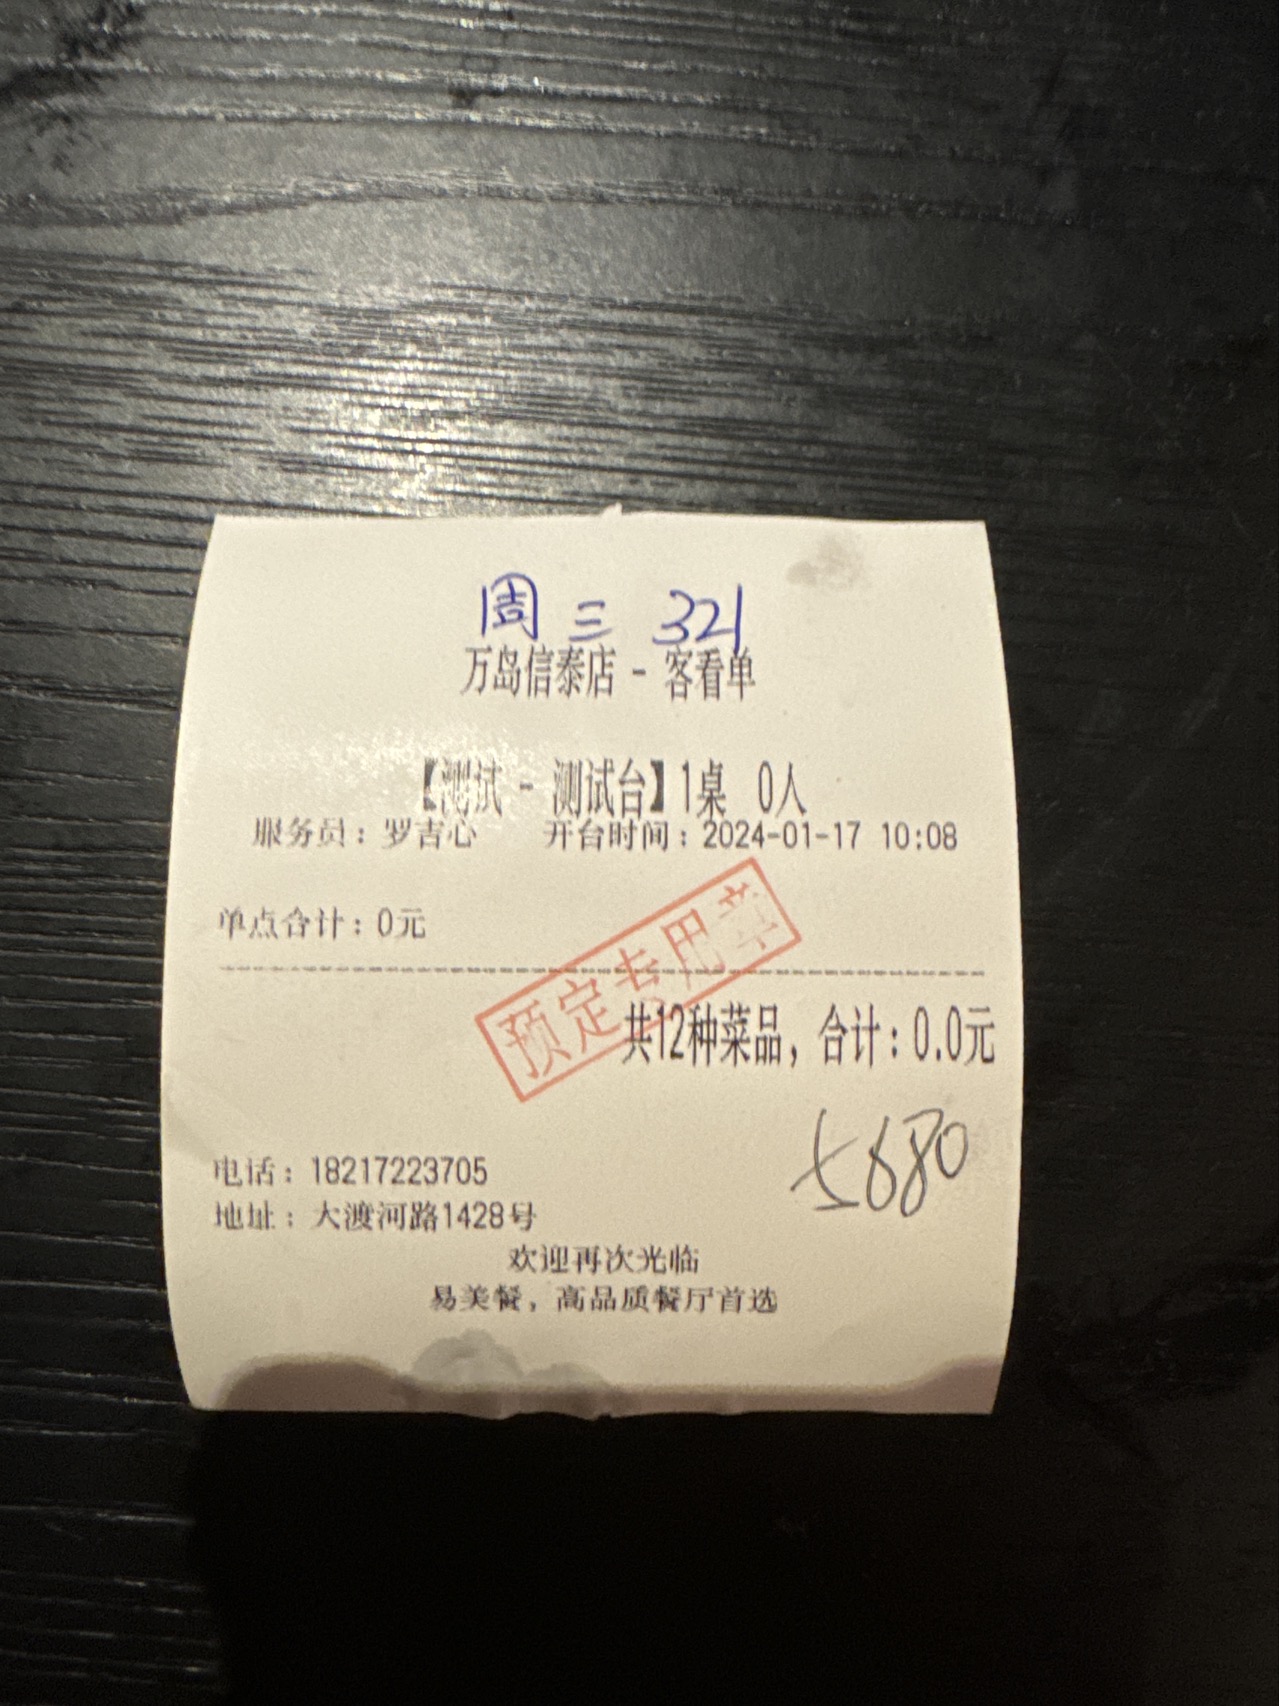 周三 321
万岛信泰店 - 客看单
【测试 - 测试台】1桌 0人
服务员：罗吉心 开台时间：2024-01-17 10:08
单点合计：0元
预定专用章
共12种菜品，合计：0.0元
5880
电话：18217223705
地址：大渡河路1428号
欢迎再次光临
易美餐，高品质餐厅首选